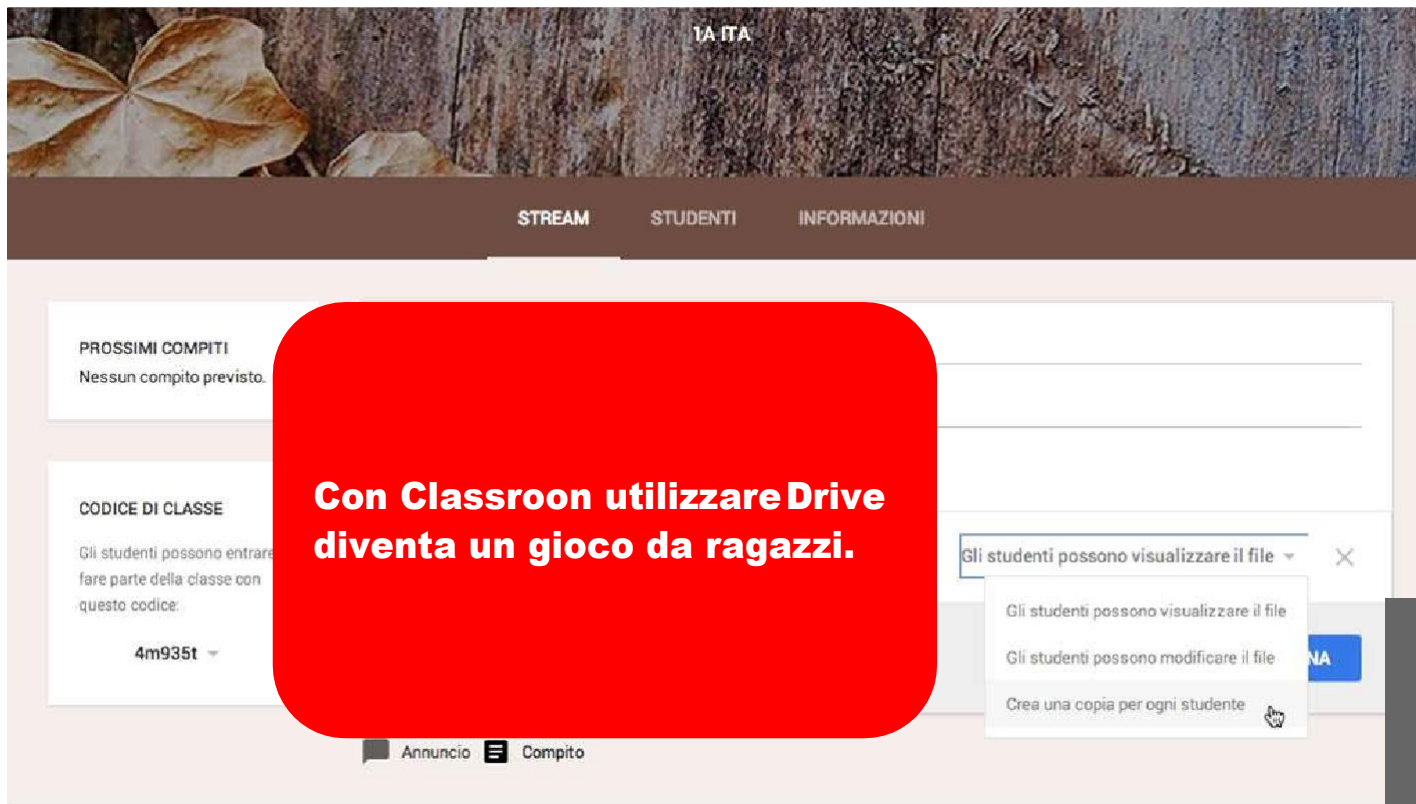 1A ITA
STREAM STUDENTI INFORMAZIONI
PROSSIMI COMPITI
Nessun compito previsto.
CODICE DI CLASSE
Gli studenti possono entrare
fare parte della classe con
questo codice:
4m935t
Con Classroon utilizzare Drive
diventa un gioco da ragazzi.
Gli studenti possono visualizzare il file
Gli studenti possono visualizzare il file
Gli studenti possono modificare il file
NA
Crea una copia per ogni studente
Annuncio Compito